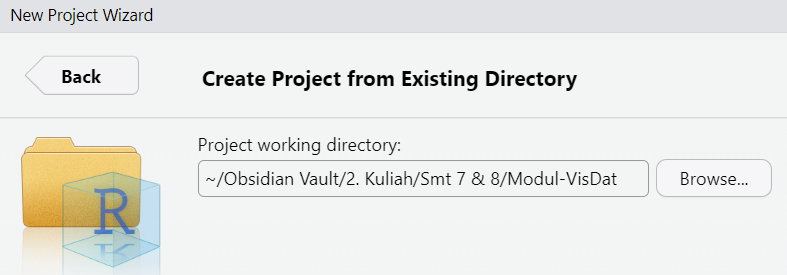 New Project Wizard
Back
Create Project from Existing Directory
Project working directory:
~/Obsidian Vault/2. Kuliah/Smt 7 & 8/Modul-VisDat
Browse...
R